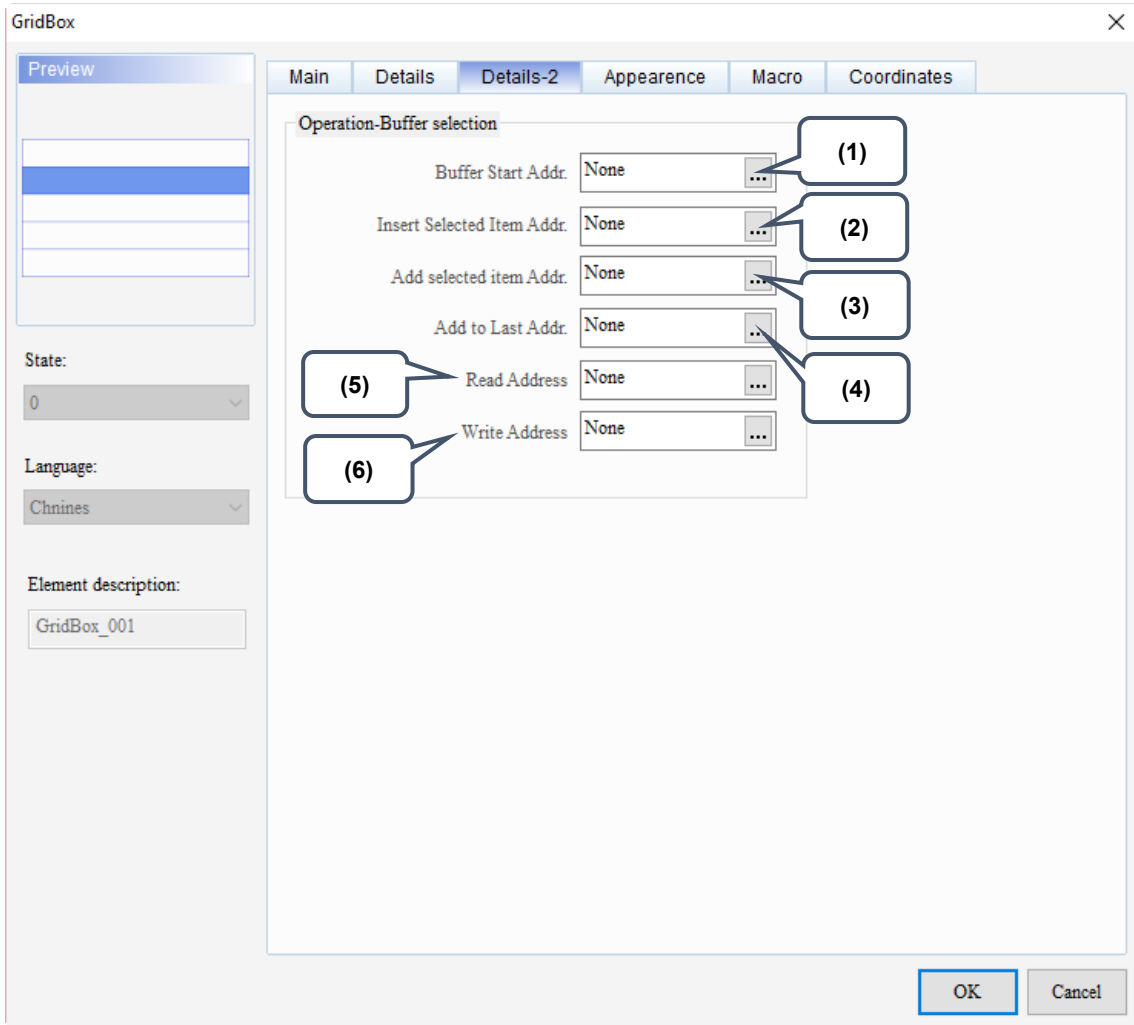 GridBox
Preview
Main Details Details-2 Appearence Macro Coordinates
Operation-Buffer selection
Buffer Start Addr. None ... (1)
Insert Selected Item Addr. None ... (2)
Add selected item Addr. None ... (3)
Add to Last Addr. None ... (4)
(5) Read Address None ...
(6) Write Address None ...
State:
0
Language:
Chnines
Element description:
GridBox_001
OK Cancel